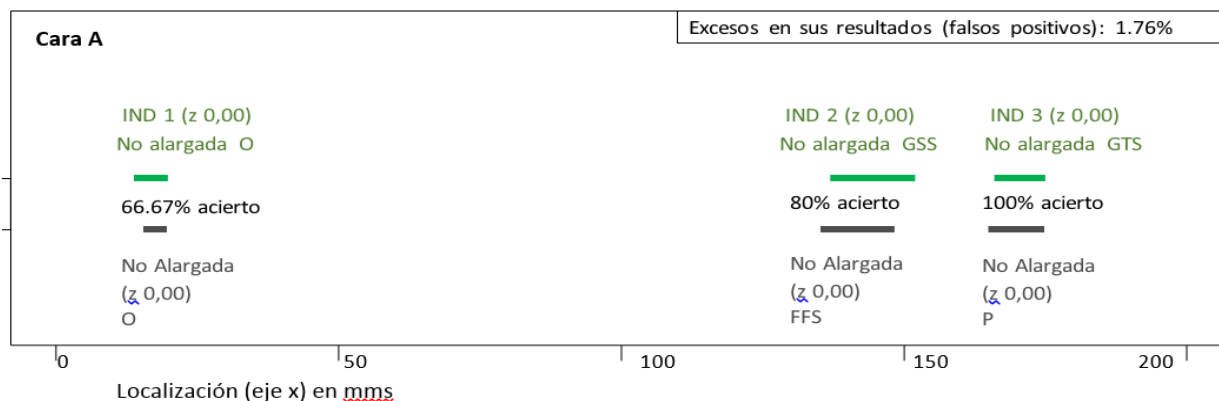 Cara A
Excesos en sus resultados (falsos positivos): 1.76%
IND 1 (z 0,00)
No alargada O
IND 2 (z 0,00)
No alargada GSS
IND 3 (z 0,00)
No alargada GTS
66.67% acierto
80% acierto
100% acierto
No Alargada
(z 0,00)
O
No Alargada
(z 0,00)
FFS
No Alargada
(z 0,00)
P
0
50
100
150
200
Localización (eje x) en mms